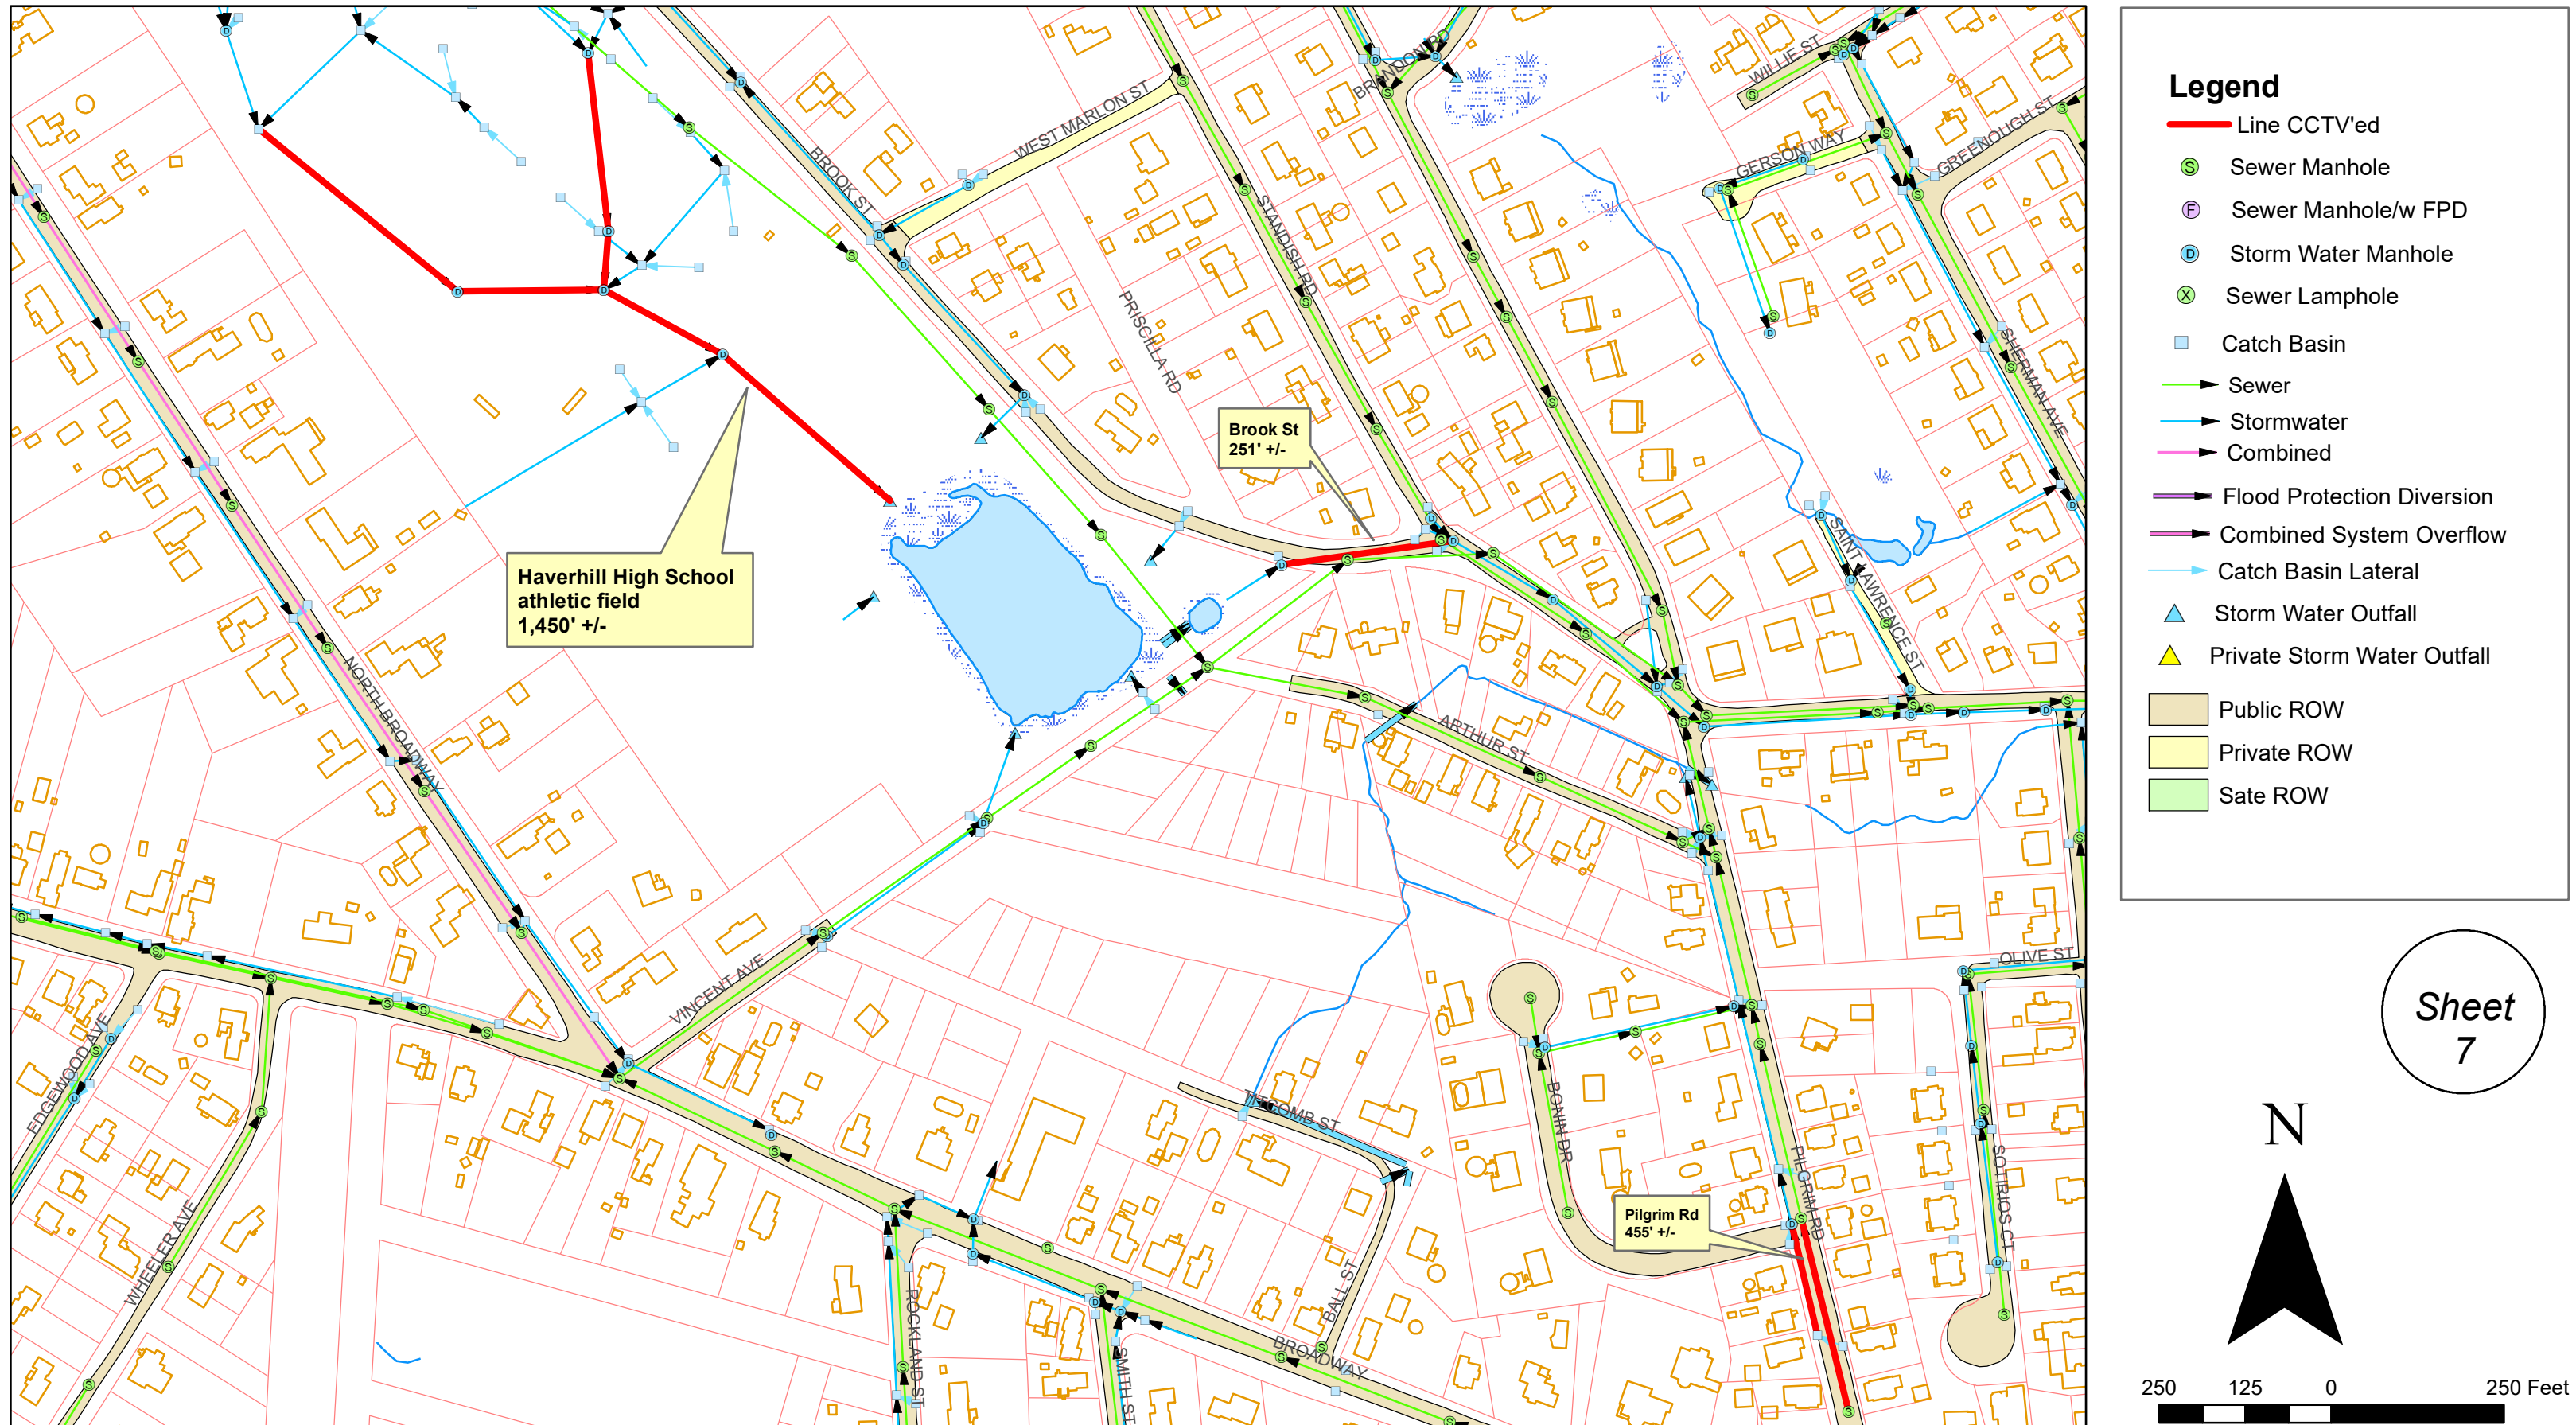 BRANDON RD
WILLIE ST
WEST MARLON ST
GREENOUGH ST
GERSON WAY
BROOK ST
STANDISH RD
PRISCILLA RD
SHERMAN AVE
Brook St
251' +/-
SAINT LAWRENCE ST
Haverhill High School
athletic field
1,450' +/-
NORTH BROADWAY
ARTHUR ST
VINCENT AVE
OLIVE ST
EDGEWOOD AVE
TITCOMB ST
BONIN DR
PILGRIM RD
SOTIRIOS CT
Pilgrim Rd
455' +/-
WHEELER AVE
ROCKLAND ST
SMITH ST
BALL ST
BROADWAY
Legend
Line CCTV'ed
S Sewer Manhole
F Sewer Manhole/w FPD
D Storm Water Manhole
X Sewer Lamphole
Catch Basin
Sewer
Stormwater
Combined
Flood Protection Diversion
Combined System Overflow
Catch Basin Lateral
Storm Water Outfall
Private Storm Water Outfall
Public ROW
Private ROW
Sate ROW
Sheet
7
N
250 125 0 250 Feet